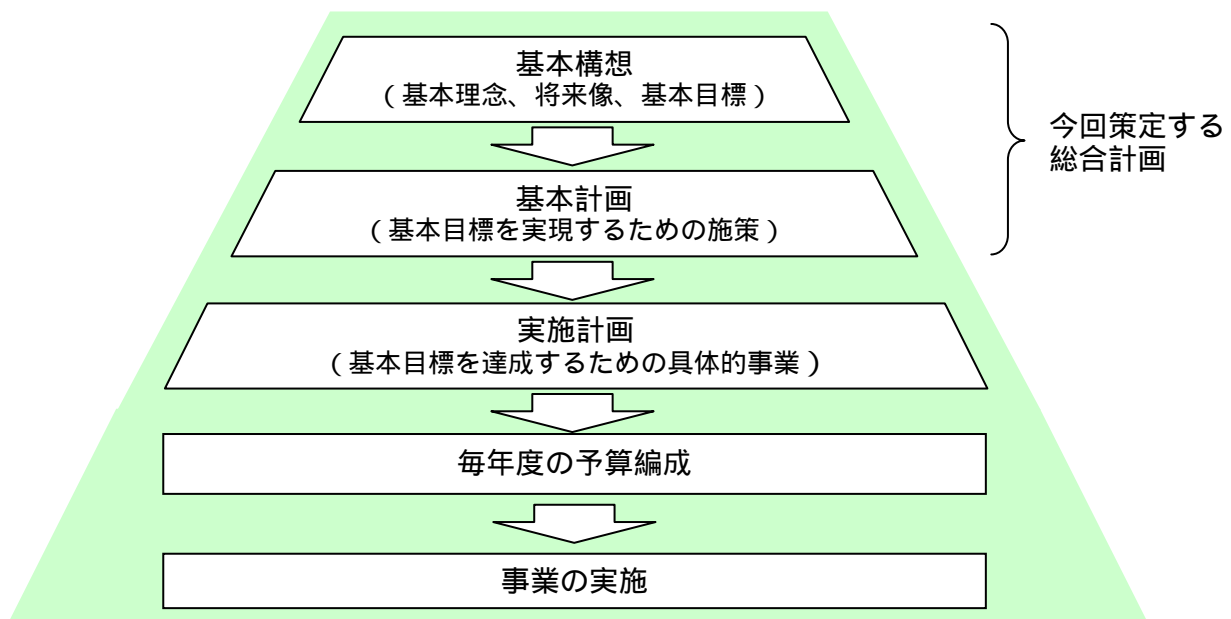 基本構想
（基本理念、将来像、基本目標）
今回策定する
総合計画
基本計画
（基本目標を実現するための施策）
実施計画
（基本目標を達成するための具体的事業）
毎年度の予算編成
事業の実施